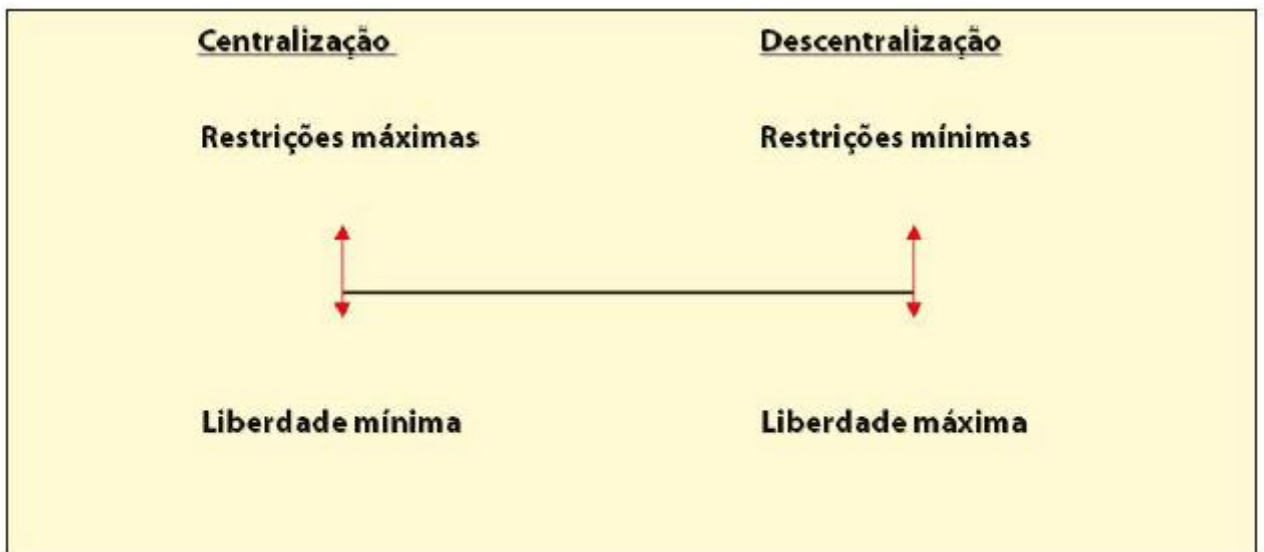 Centralização
Descentralização
Restrições máximas
Restrições mínimas
Liberdade mínima
Liberdade máxima